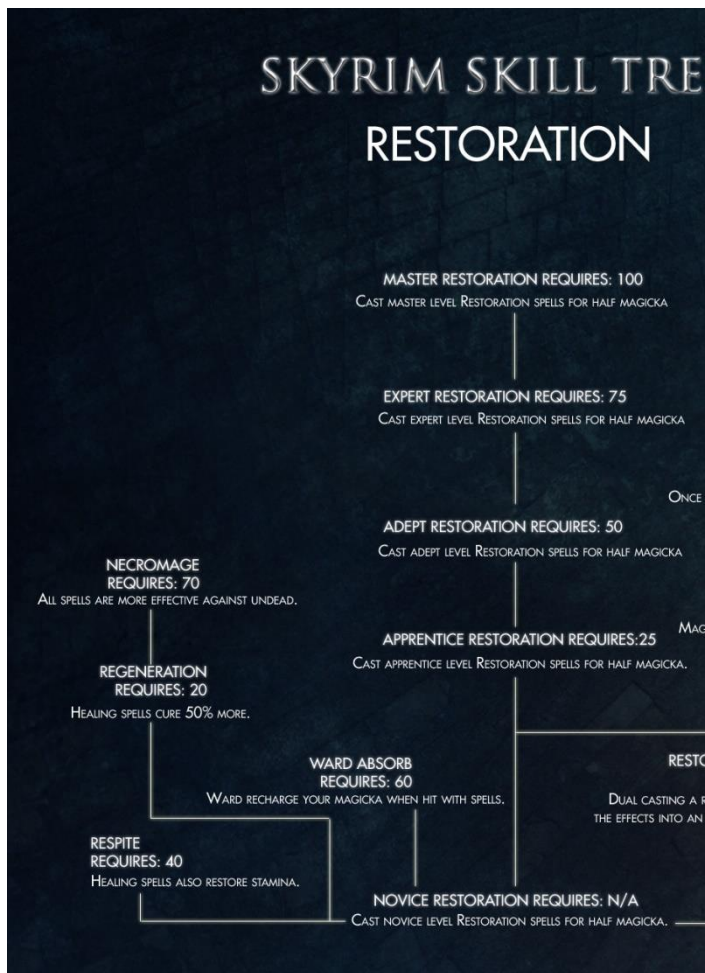 SKYRIM SKILL TRE
RESTORATION
MASTER RESTORATION REQUIRES: 100
CAST MASTER LEVEL RESTORATION SPELLS FOR HALF MAGICKA
EXPERT RESTORATION REQUIRES: 75
CAST EXPERT LEVEL RESTORATION SPELLS FOR HALF MAGICKA
ONCE
ADEPT RESTORATION REQUIRES: 50
CAST ADEPT LEVEL RESTORATION SPELLS FOR HALF MAGICKA
NECROMAGE
REQUIRES: 70
ALL SPELLS ARE MORE EFFECTIVE AGAINST UNDEAD.
MAG
APPRENTICE RESTORATION REQUIRES:25
CAST APPRENTICE LEVEL RESTORATION SPELLS FOR HALF MAGICKA.
REGENERATION
REQUIRES: 20
HEALING SPELLS CURE 50% MORE.
RESTO
WARD ABSORB
REQUIRES: 60
WARD RECHARGE YOUR MAGICKA WHEN HIT WITH SPELLS.
DUAL CASTING A R
THE EFFECTS INTO AN
RESPITE
REQUIRES: 40
HEALING SPELLS ALSO RESTORE STAMINA.
NOVICE RESTORATION REQUIRES: N/A
CAST NOVICE LEVEL RESTORATION SPELLS FOR HALF MAGICKA.